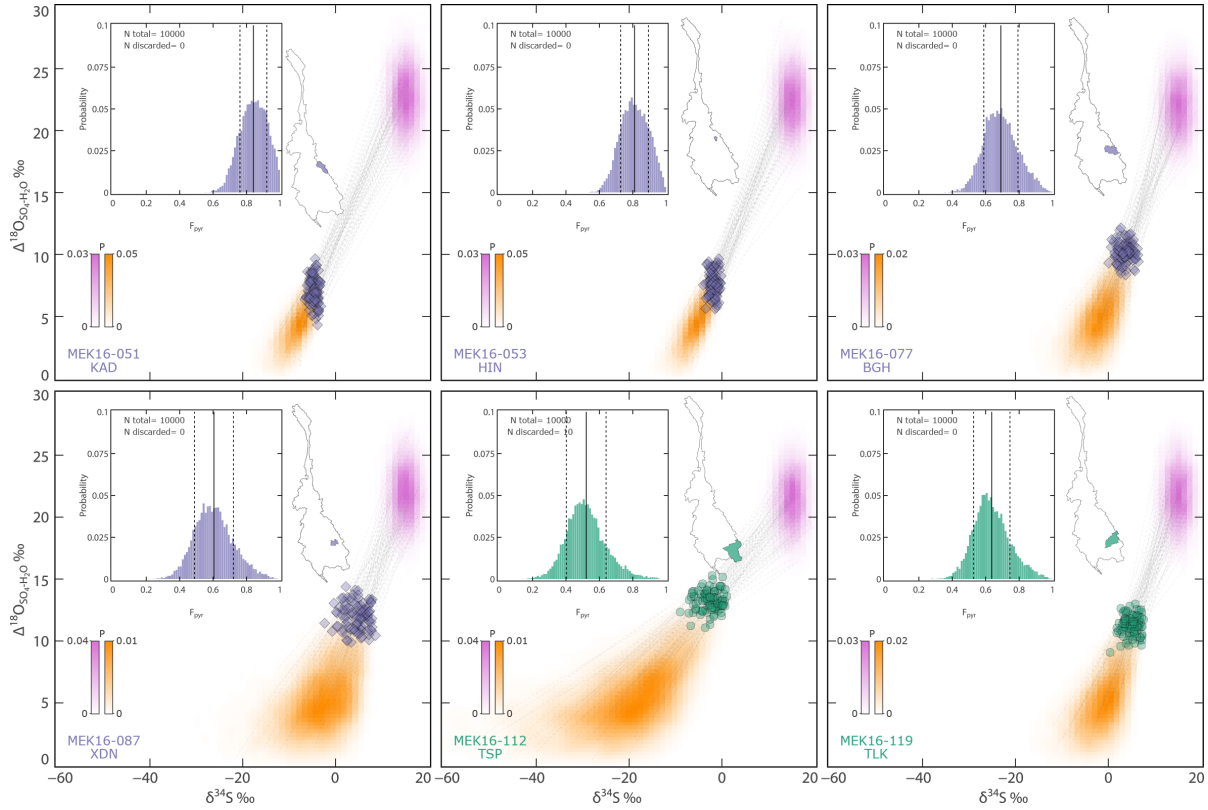 30
25
20
15
10
5
0
Δ18OSO4-H2O ‰
N total= 10000
N discarded= 0
0.1
0.075
0.05
0.025
0
Probability
0 0.2 0.4 0.6 0.8 1
Fpyr
P
0.03 0.05
0 0
MEK16-051
KAD
N total= 10000
N discarded= 0
0.1
0.075
0.05
0.025
0
Probability
0 0.2 0.4 0.6 0.8 1
Fpyr
P
0.03 0.05
0 0
MEK16-053
HIN
N total= 10000
N discarded= 0
0.1
0.075
0.05
0.025
0
Probability
0 0.2 0.4 0.6 0.8 1
Fpyr
P
0.03 0.02
0 0
MEK16-077
BGH
30
25
20
15
10
5
0
Δ18OSO4-H2O ‰
N total= 10000
N discarded= 0
0.1
0.075
0.05
0.025
0
Probability
0 0.2 0.4 0.6 0.8 1
Fpyr
P
0.04 0.01
0 0
MEK16-087
XDN
−60 −40 −20 0 20
δ34S ‰
N total= 10000
N discarded= 10
0.1
0.075
0.05
0.025
0
Probability
0 0.2 0.4 0.6 0.8 1
Fpyr
P
0.04 0.01
0 0
MEK16-112
TSP
−60 −40 −20 0 20
δ34S ‰
N total= 10000
N discarded= 0
0.1
0.075
0.05
0.025
0
Probability
0 0.2 0.4 0.6 0.8 1
Fpyr
P
0.03 0.02
0 0
MEK16-119
TLK
−60 −40 −20 0 20
δ34S ‰